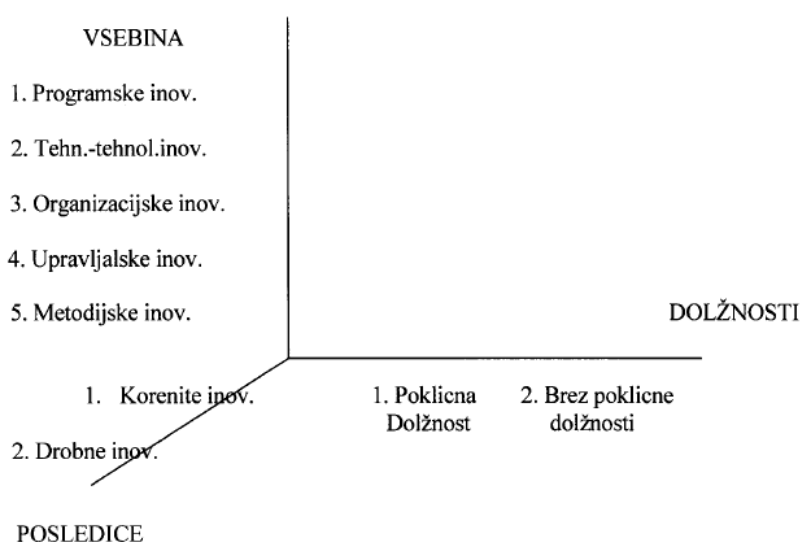 VSEBINA
1. Programske inov.
2. Tehn.-tehnol.inov.
3. Organizacijske inov.
4. Upravljalske inov.
5. Metodijske inov.
DOLŽNOSTI
1. Korenite inov.
1. Poklicna
Dolžnost
2. Brez poklicne
dolžnosti
2. Drobne inov.
POSLEDICE